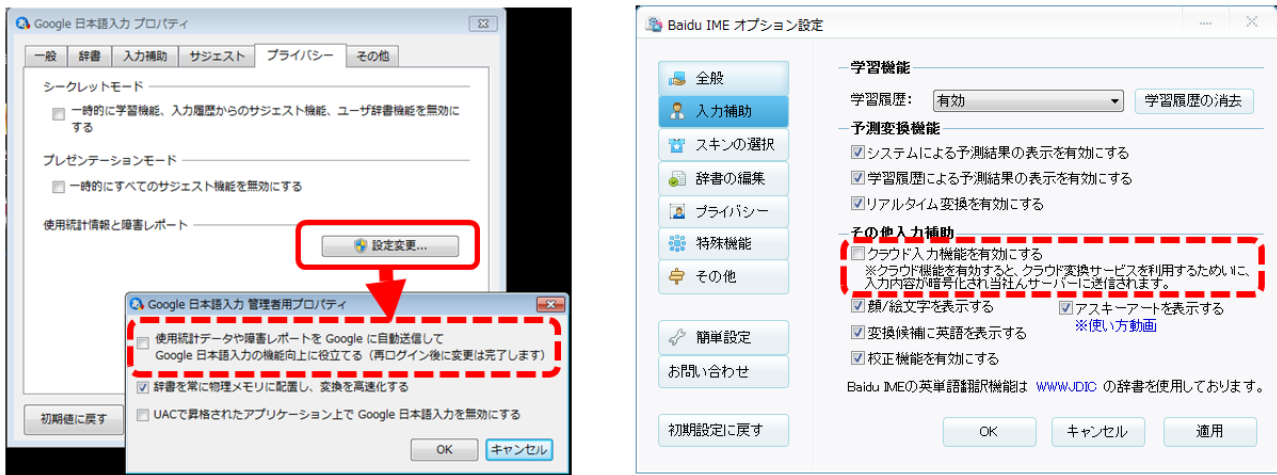 Google 日本語入力 プロパティ
一般 辞書 入力補助 サジェスト プライバシー その他
シークレットモード
一時的に学習機能、入力履歴からのサジェスト機能、ユーザ辞書機能を無効に
する
プレゼンテーションモード
一時的にすべてのサジェスト機能を無効にする
使用統計情報と障害レポート
設定変更...
Google 日本語入力 管理者用プロパティ
使用統計データや障害レポートを Google に自動送信して
Google 日本語入力の機能向上に役立てる（再ログイン後に変更は完了します）
辞書を常に物理メモリに配置し、変換を高速化する
UACで昇格されたアプリケーション上で Google 日本語入力を無効にする
初期値に戻す
OK キャンセル
Baidu IME オプション設定
全般
入力補助
スキンの選択
辞書の編集
プライバシー
特殊機能
その他
簡単設定
お問い合わせ
初期設定に戻す
学習機能
学習履歴： 有効 学習履歴の消去
予測変換機能
システムによる予測結果の表示を有効にする
学習履歴による予測結果の表示を有効にする
リアルタイム変換を有効にする
その他入力補助
クラウド入力機能を有効にする
※クラウド機能を有効すると、クラウド変換サービスを利用するためいに、
入力内容が暗号化され当社んサーバーに送信されます。
顔/絵文字を表示する アスキーアートを表示する
※使い方動画
変換候補に英語を表示する
校正機能を有効にする
Baidu IMEの英単語翻訳機能は WWWJDIC の辞書を使用しております。
OK キャンセル 適用